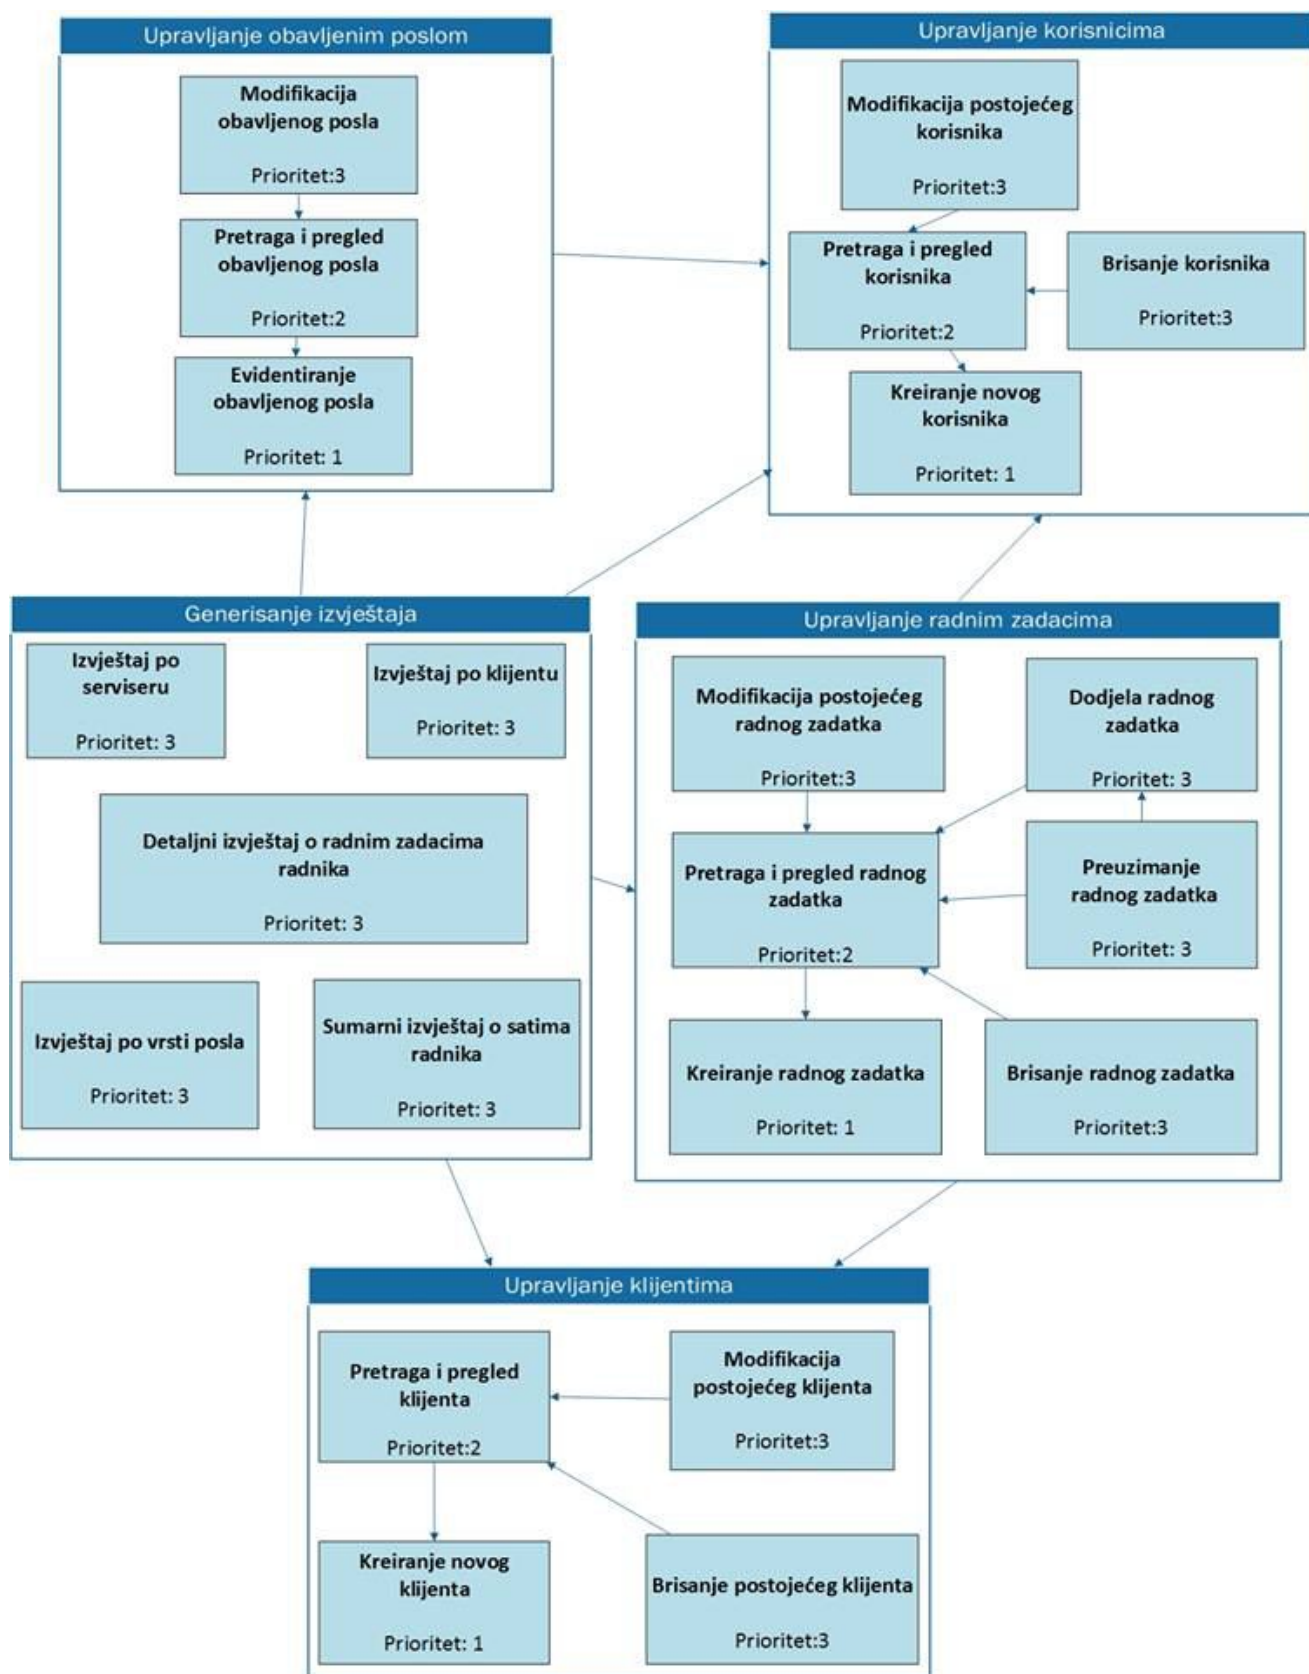 Upravljanje obavljenim poslom
Modifikacija
obavljenog posla
Prioritet:3
Pretraga i pregled
obavljenog posla
Prioritet:2
Evidentiranje
obavljenog posla
Prioritet: 1
Upravljanje korisnicima
Modifikacija postojećeg
korisnika
Prioritet:3
Pretraga i pregled
korisnika
Prioritet:2
Brisanje korisnika
Prioritet:3
Kreiranje novog
korisnika
Prioritet: 1
Generisanje izvještaja
Izvještaj po
serviseru
Prioritet: 3
Izvještaj po klijentu
Prioritet: 3
Detaljni izvještaj o radnim zadacima
radnika
Prioritet: 3
Izvještaj po vrsti posla
Prioritet: 3
Sumarni izvještaj o satima
radnika
Prioritet: 3
Upravljanje radnim zadacima
Modifikacija postojećeg
radnog zadatka
Prioritet:3
Dodjela radnog
zadatka
Prioritet: 3
Pretraga i pregled radnog
zadatka
Prioritet:2
Preuzimanje
radnog zadatka
Prioritet: 3
Kreiranje radnog zadatka
Prioritet: 1
Brisanje radnog zadatka
Prioritet:3
Upravljanje klijentima
Pretraga i pregled
klijenta
Prioritet:2
Modifikacija
postojećeg klijenta
Prioritet:3
Kreiranje novog
klijenta
Prioritet: 1
Brisanje postojećeg klijenta
Prioritet:3